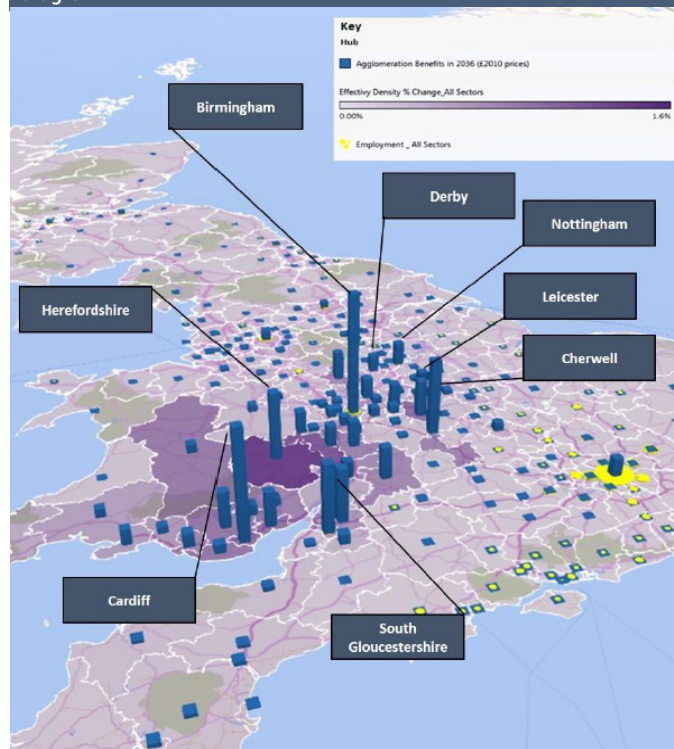 Key
Hub
Agglomeration Benefits in 2036 (£2010 prices)
Effectivy Density % Change_All Sectors
0.00% 1.6%
Employment _ All Sectors
Birmingham
Derby
Nottingham
Herefordshire
Leicester
Cherwell
Cardiff
South
Gloucestershire